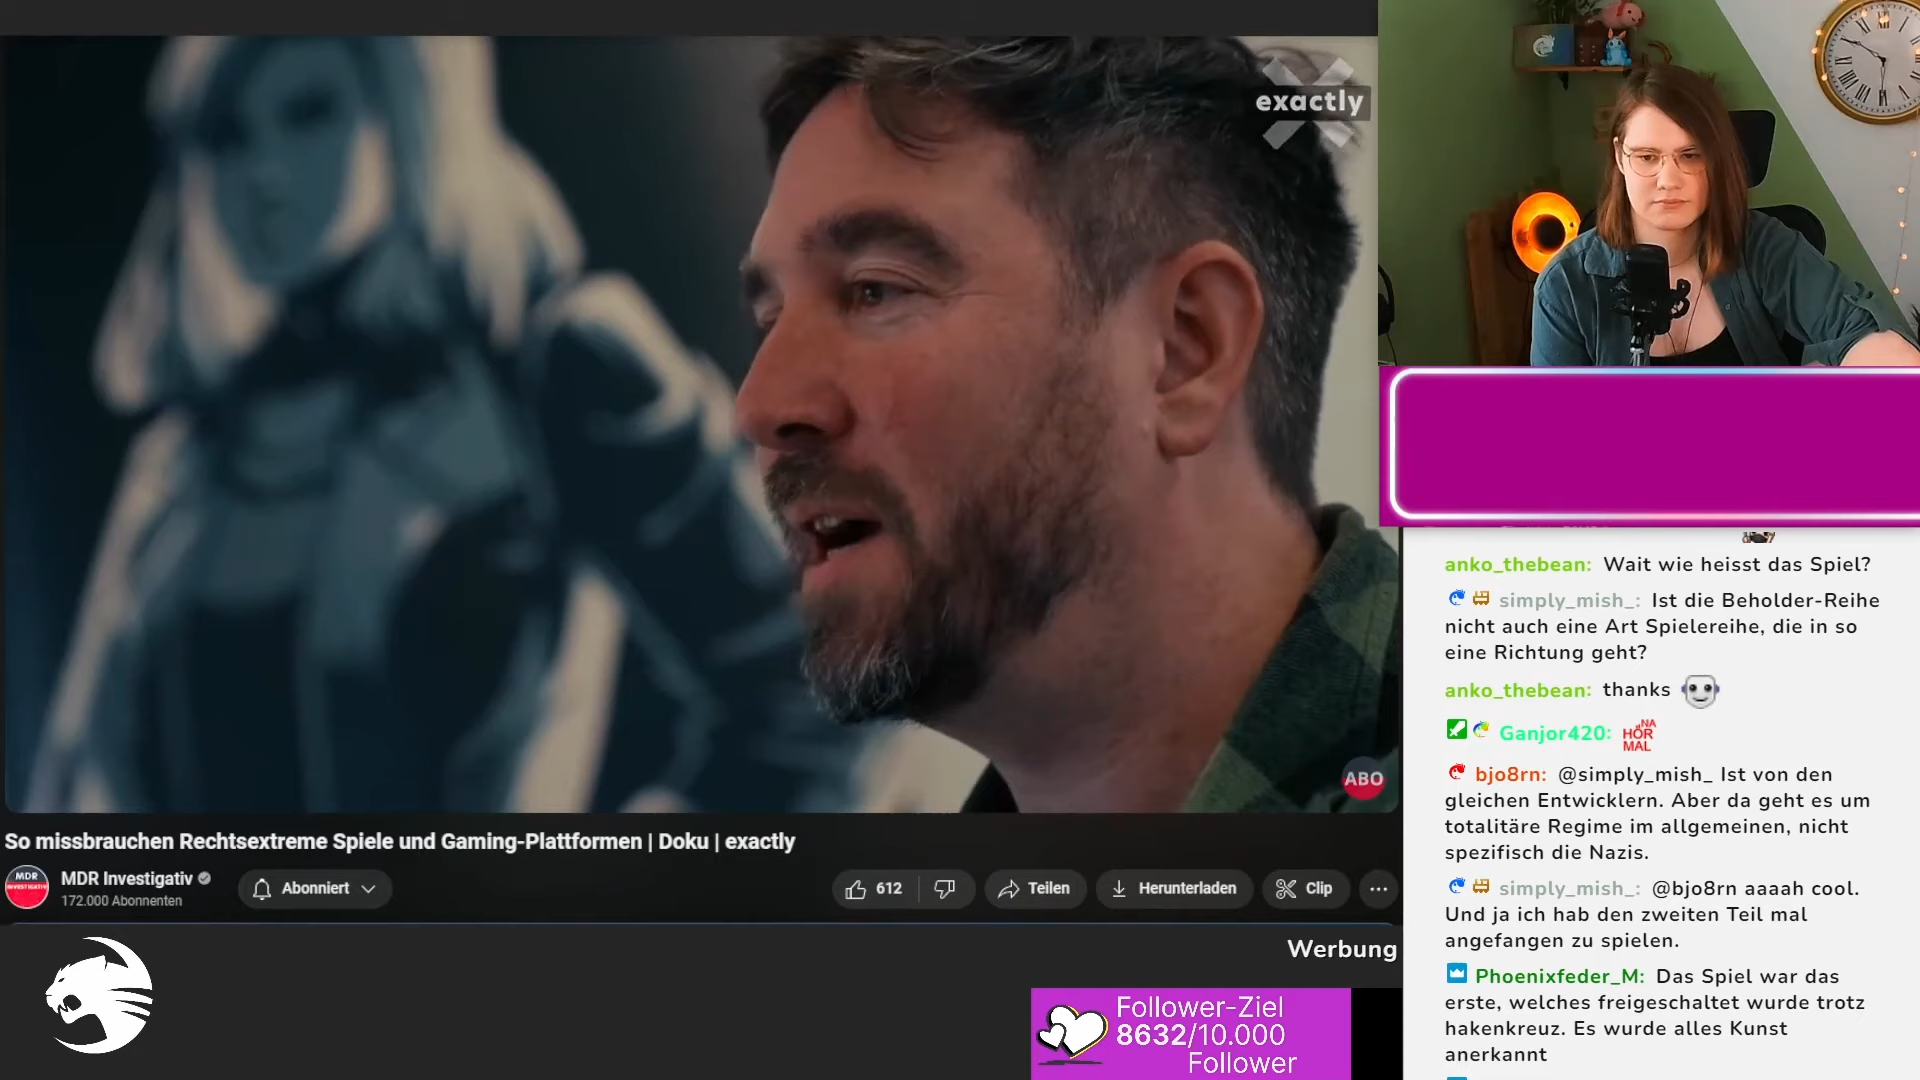 exactly
ABO
So missbrauchen Rechtsextreme Spiele und Gaming-Plattformen | Doku | exactly
MDR
INVESTIGATIV
MDR Investigativ
172.000 Abonnenten
Abonniert
612
Teilen
Herunterladen
Clip
Werbung
Follower-Ziel
8632/10.000
Follower
anko_thebean: Wait wie heisst das Spiel?
simply_mish_: Ist die Beholder-Reihe
nicht auch eine Art Spielereihe, die in so
eine Richtung geht?
anko_thebean: thanks
Ganjor420: NA
HÖR
MAL
bjo8rn: @simply_mish_ Ist von den
gleichen Entwicklern. Aber da geht es um
totalitäre Regime im allgemeinen, nicht
spezifisch die Nazis.
simply_mish_: @bjo8rn aaaah cool.
Und ja ich hab den zweiten Teil mal
angefangen zu spielen.
Phoenixfeder_M: Das Spiel war das
erste, welches freigeschaltet wurde trotz
hakenkreuz. Es wurde alles Kunst
anerkannt